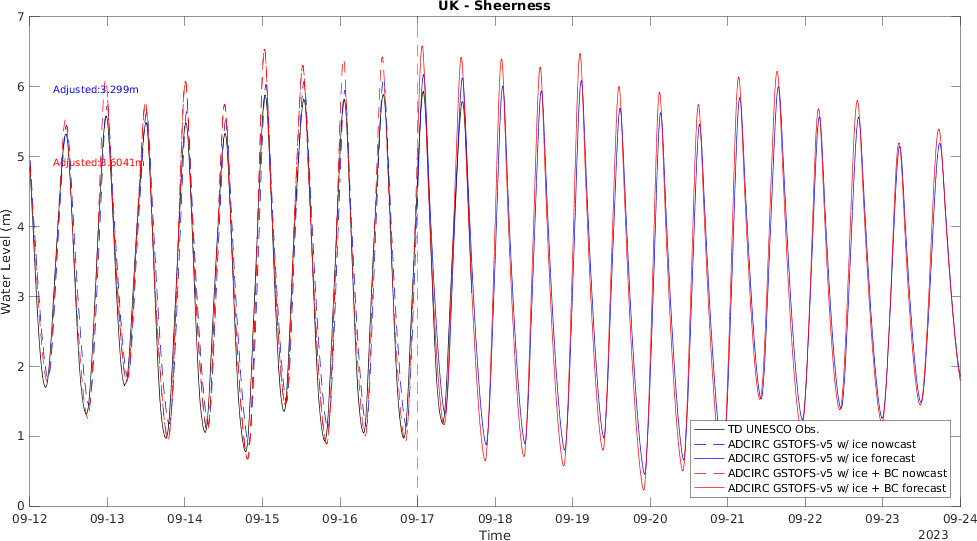 UK - Sheerness
7
6
5
4
3
2
1
0
Water Level (m)
Adjusted:3.299m
Adjusted:3.6041m
TD UNESCO Obs.
ADCIRC GSTOFS-v5 w/ ice nowcast
ADCIRC GSTOFS-v5 w/ ice forecast
ADCIRC GSTOFS-v5 w/ ice + BC nowcast
ADCIRC GSTOFS-v5 w/ ice + BC forecast
09-12 09-13 09-14 09-15 09-16 09-17 09-18 09-19 09-20 09-21 09-22 09-23 09-24
Time
2023